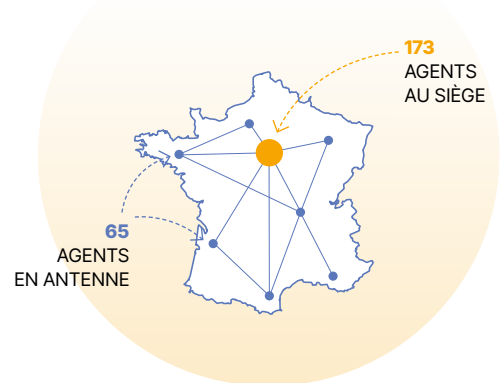 173
AGENTS
AU SIÈGE
65
AGENTS
EN ANTENNE